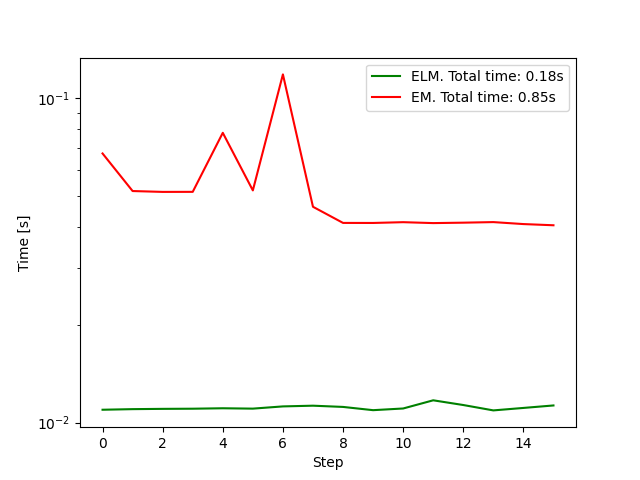 ELM. Total time: 0.18s
EM. Total time: 0.85s
10⁻¹
10⁻²
Time [s]
0 2 4 6 8 10 12 14
Step